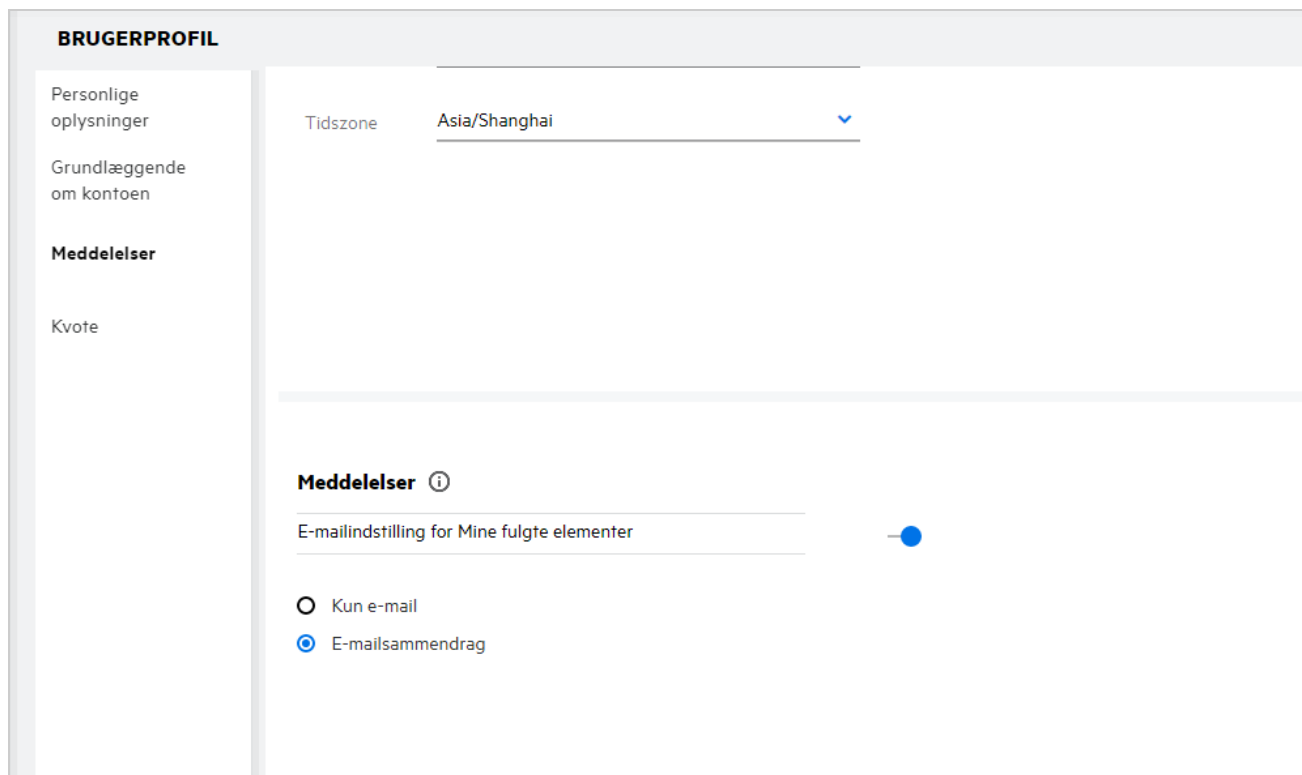 BRUGERPROFIL
Personlige
oplysninger
Grundlæggende
om kontoen
Meddelelser
Kvote
Tidszone
Asia/Shanghai
Meddelelser
E-mailindstilling for Mine fulgte elementer
Kun e-mail
E-mailsammendrag